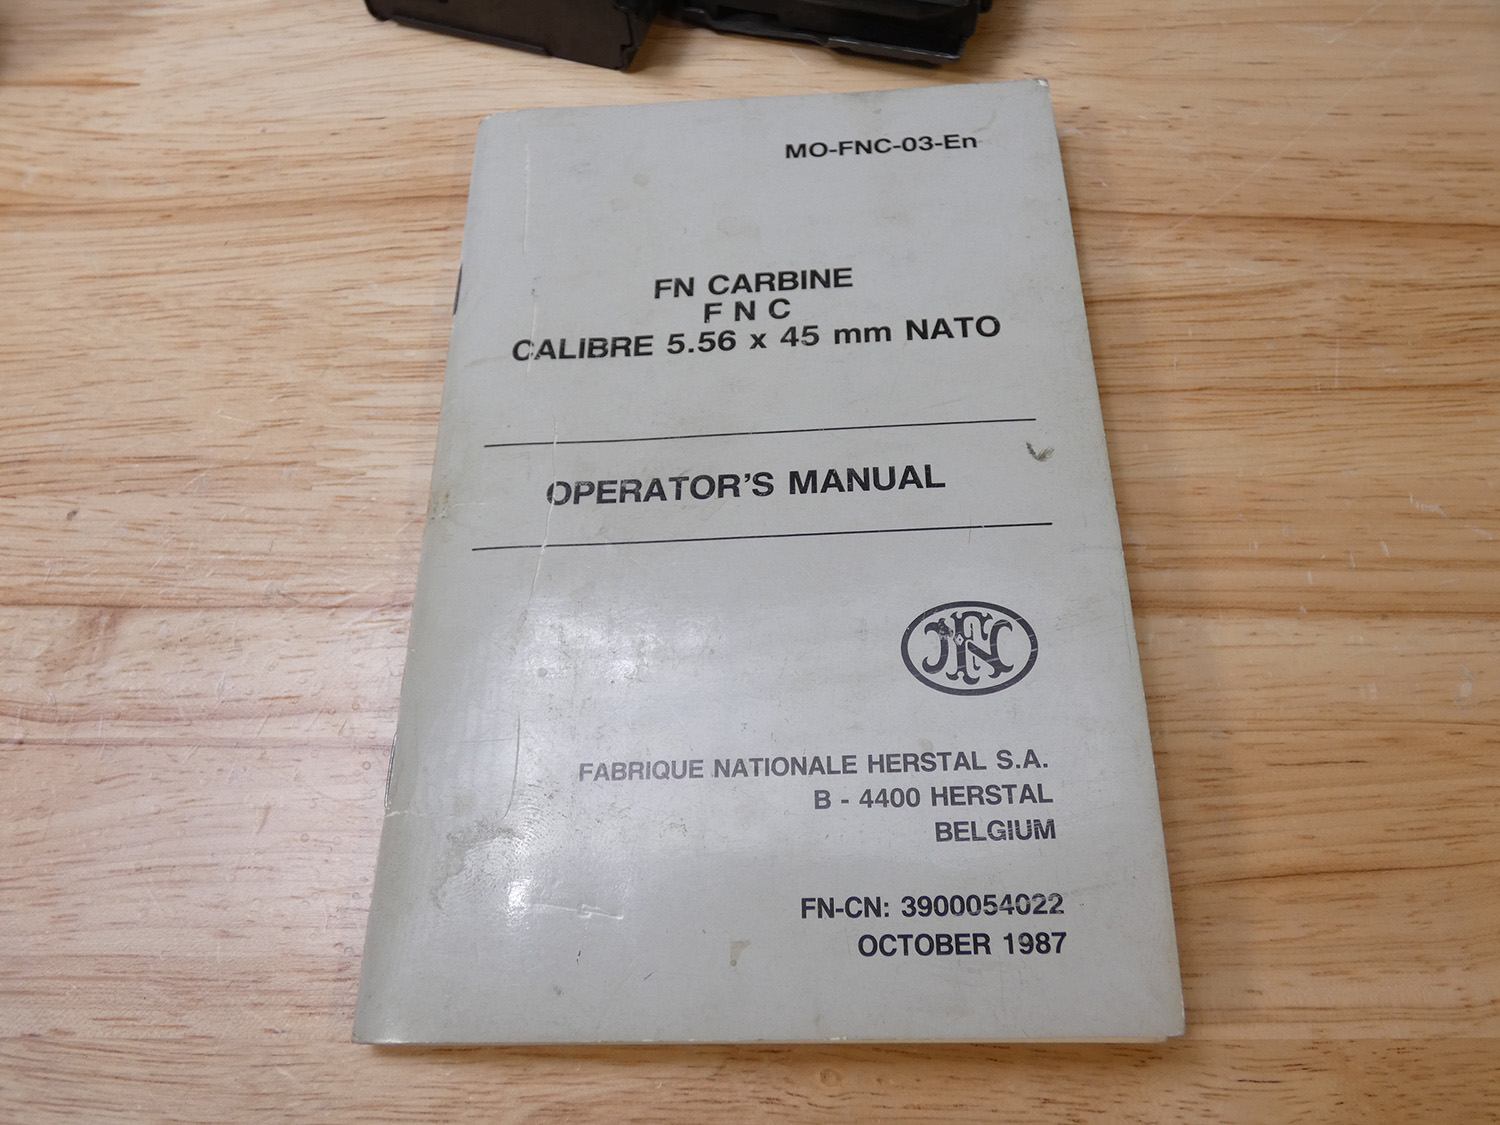 MO-FNC-03-En
FN CARBINE
F N C
CALIBRE 5.56 x 45 mm NATO
OPERATOR'S MANUAL
FN
FABRIQUE NATIONALE HERSTAL S.A.
B - 4400 HERSTAL
BELGIUM
FN-CN: 3900054022
OCTOBER 1987